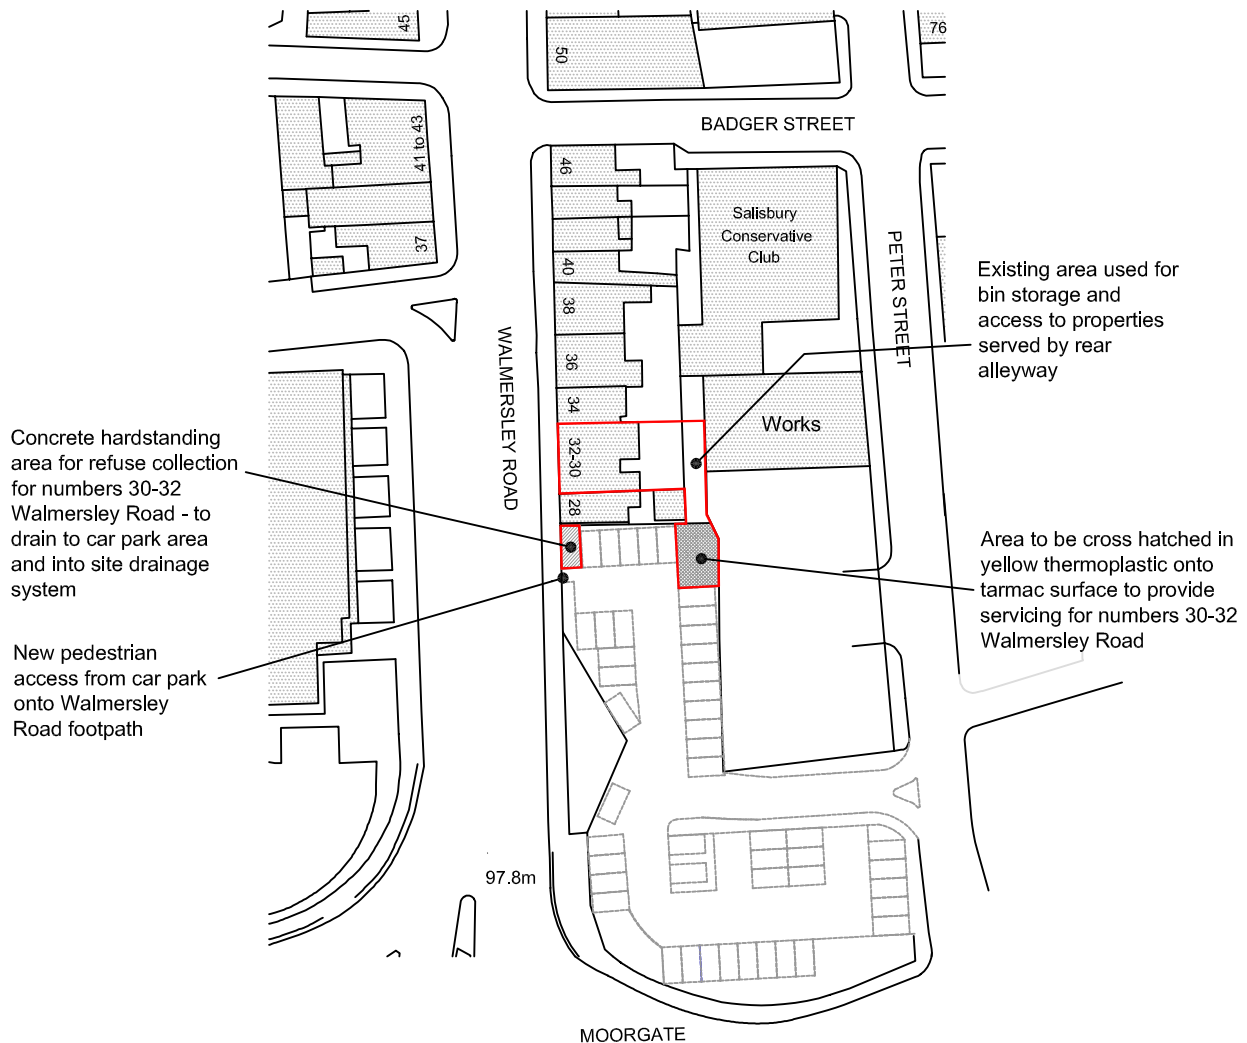 45
50
76
BADGER STREET
41 to 43
46
Salisbury
Conservative
Club
37
PETER STREET
40
38
Existing area used for
bin storage and
access to properties
served by rear
alleyway
WALMERSLEY ROAD
36
34
Works
32-30
28
Concrete hardstanding
area for refuse collection
for numbers 30-32
Walmersley Road - to
drain to car park area
and into site drainage
system
Area to be cross hatched in
yellow thermoplastic onto
tarmac surface to provide
servicing for numbers 30-32
Walmersley Road
New pedestrian
access from car park
onto Walmersley
Road footpath
97.8m
MOORGATE